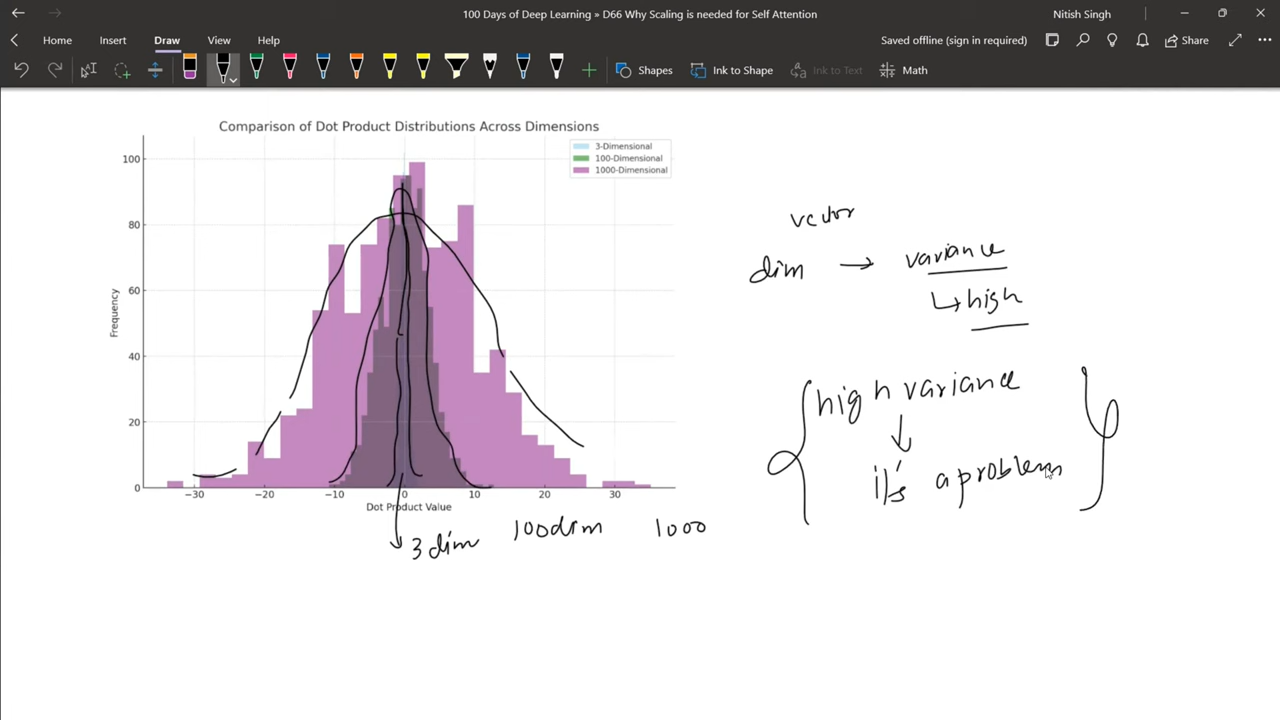 100 Days of Deep Learning » D66 Why Scaling is needed for Self Attention
Nitish Singh
Home Insert Draw View Help
Saved offline (sign in required)
Share
Shapes
Ink to Shape
Ink to Text
Math
Comparison of Dot Product Distributions Across Dimensions
3-Dimensional
100-Dimensional
1000-Dimensional
100
80
60
40
20
0
Frequency
−30 −20 −10 0 10 20 30
Dot Product Value
3 dim 100dim 1000
vector
dim → variance
↳ high
high variance
↓
it's a problem